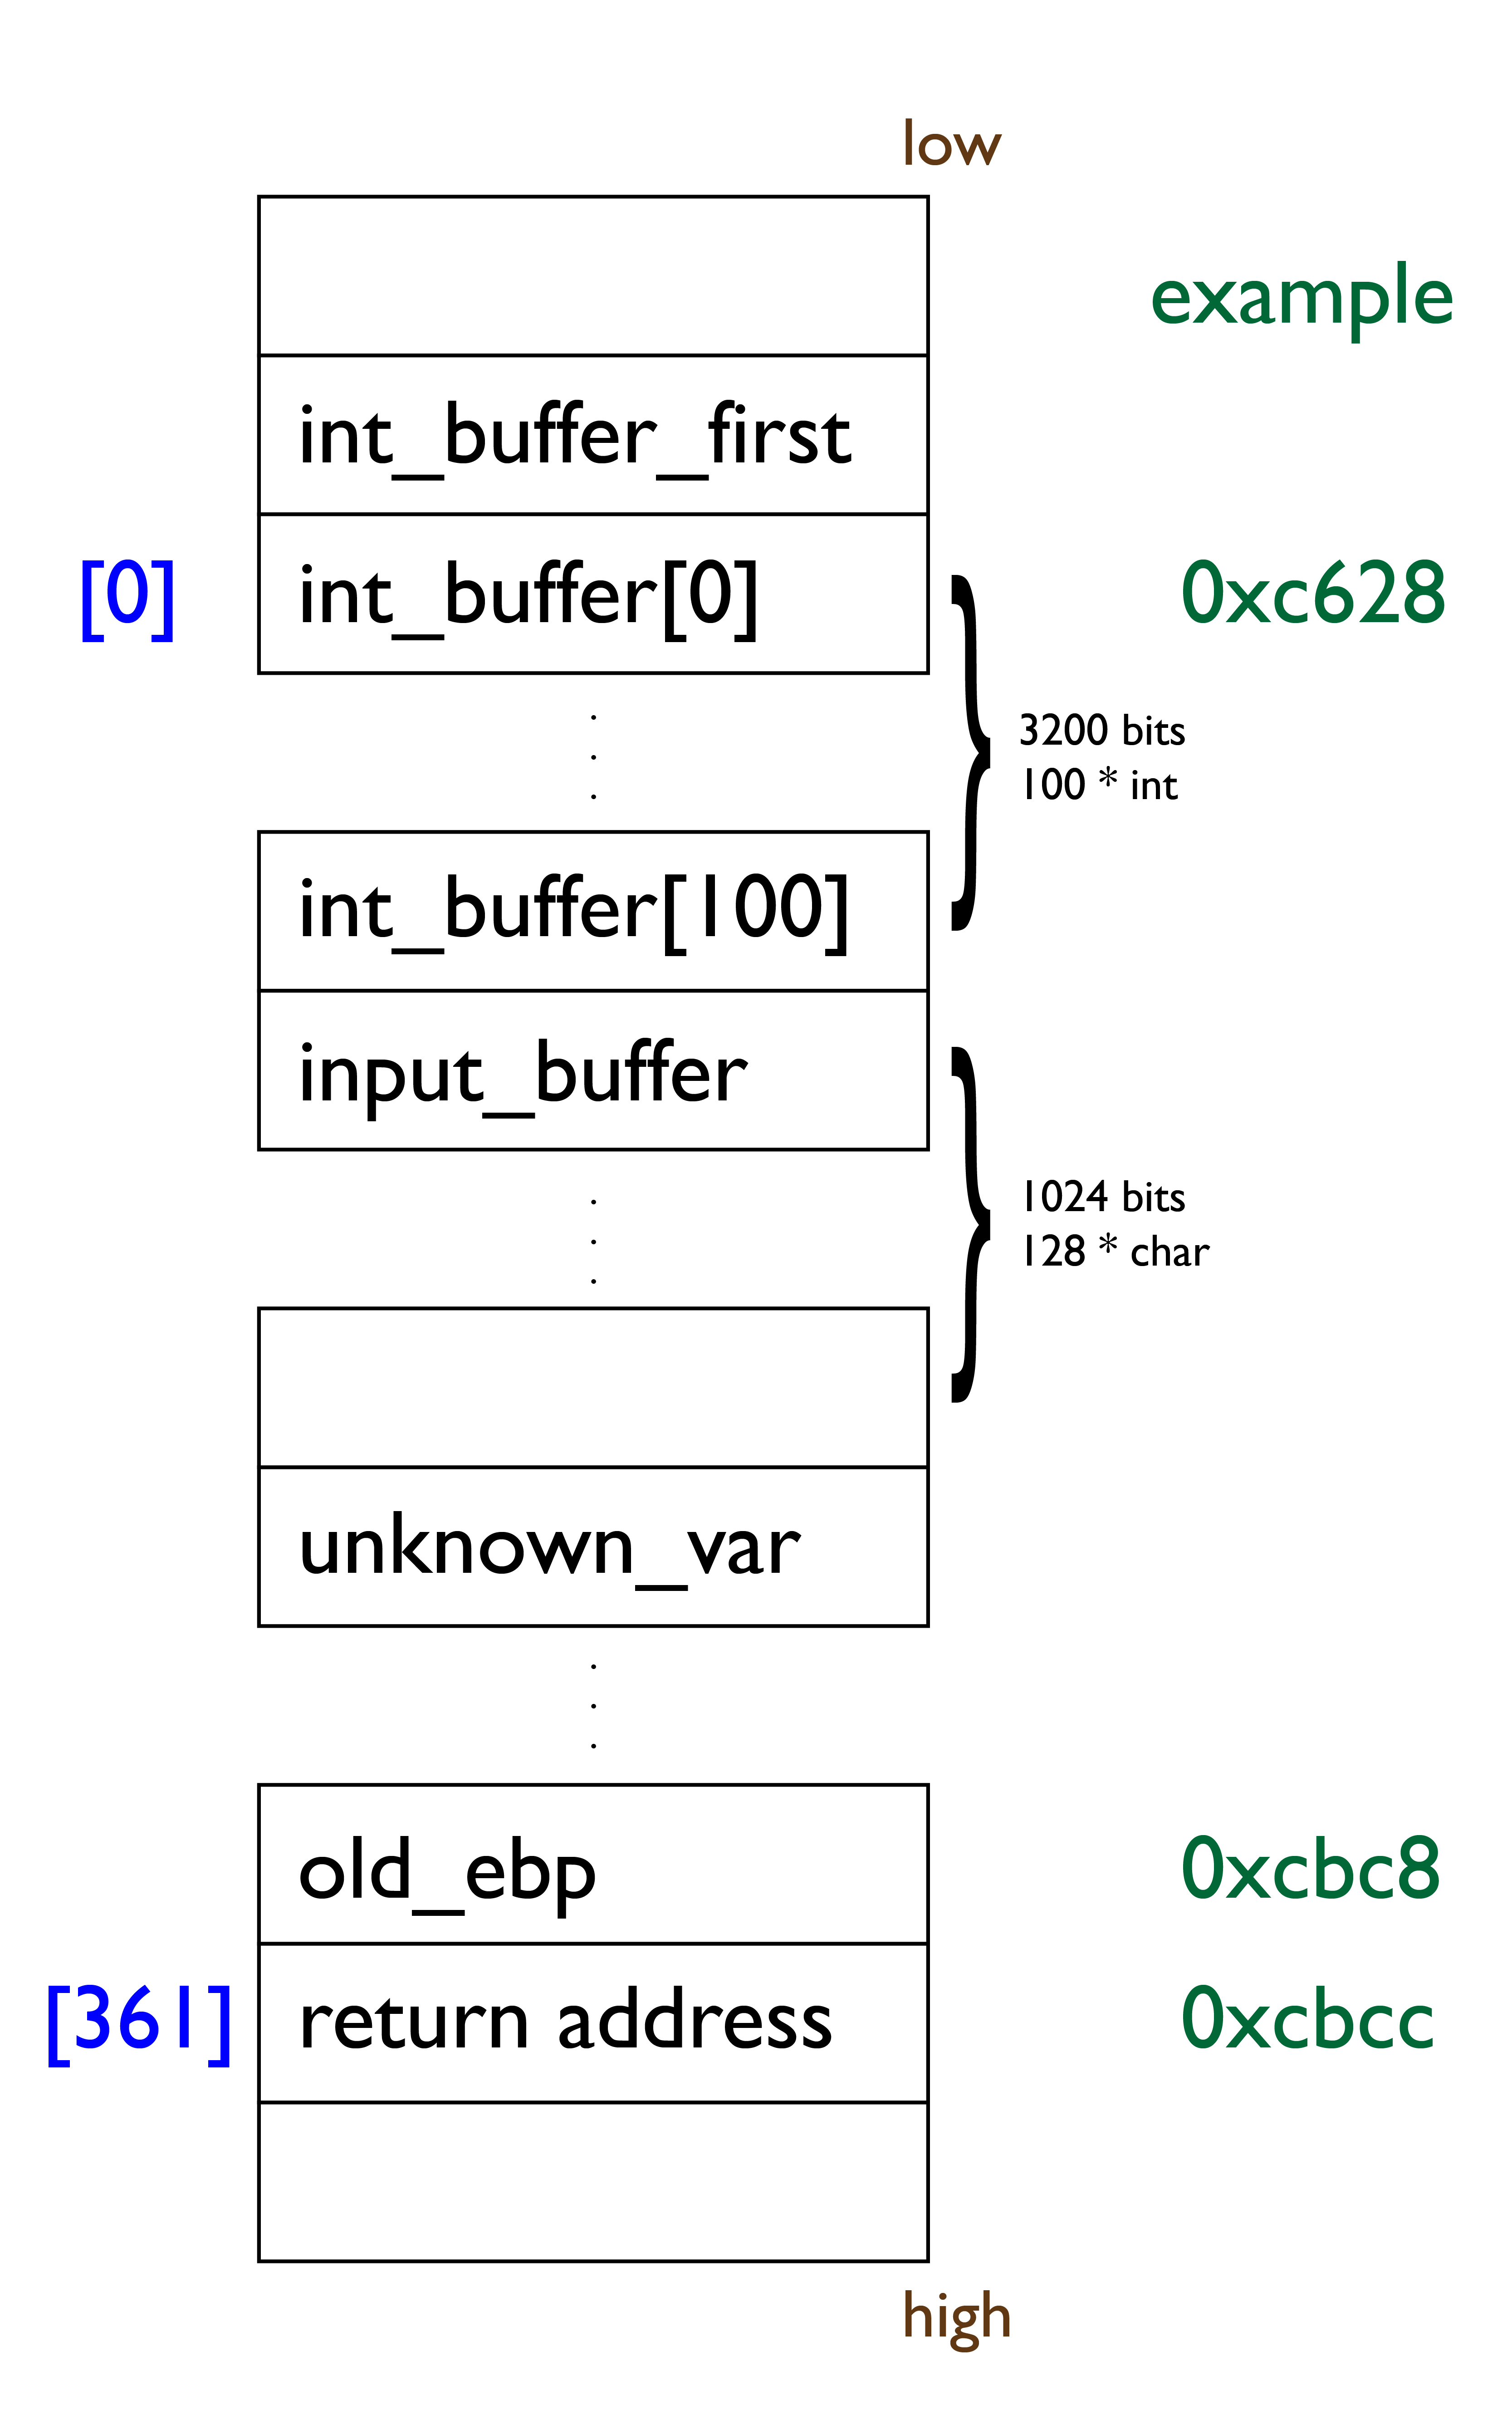 low
example
int_buffer_first
[0]
int_buffer[0]
0xc628
3200 bits
100 * int
int_buffer[100]
input_buffer
1024 bits
128 * char
unknown_var
old_ebp
0xcbc8
[361]
return address
0xcbcc
high